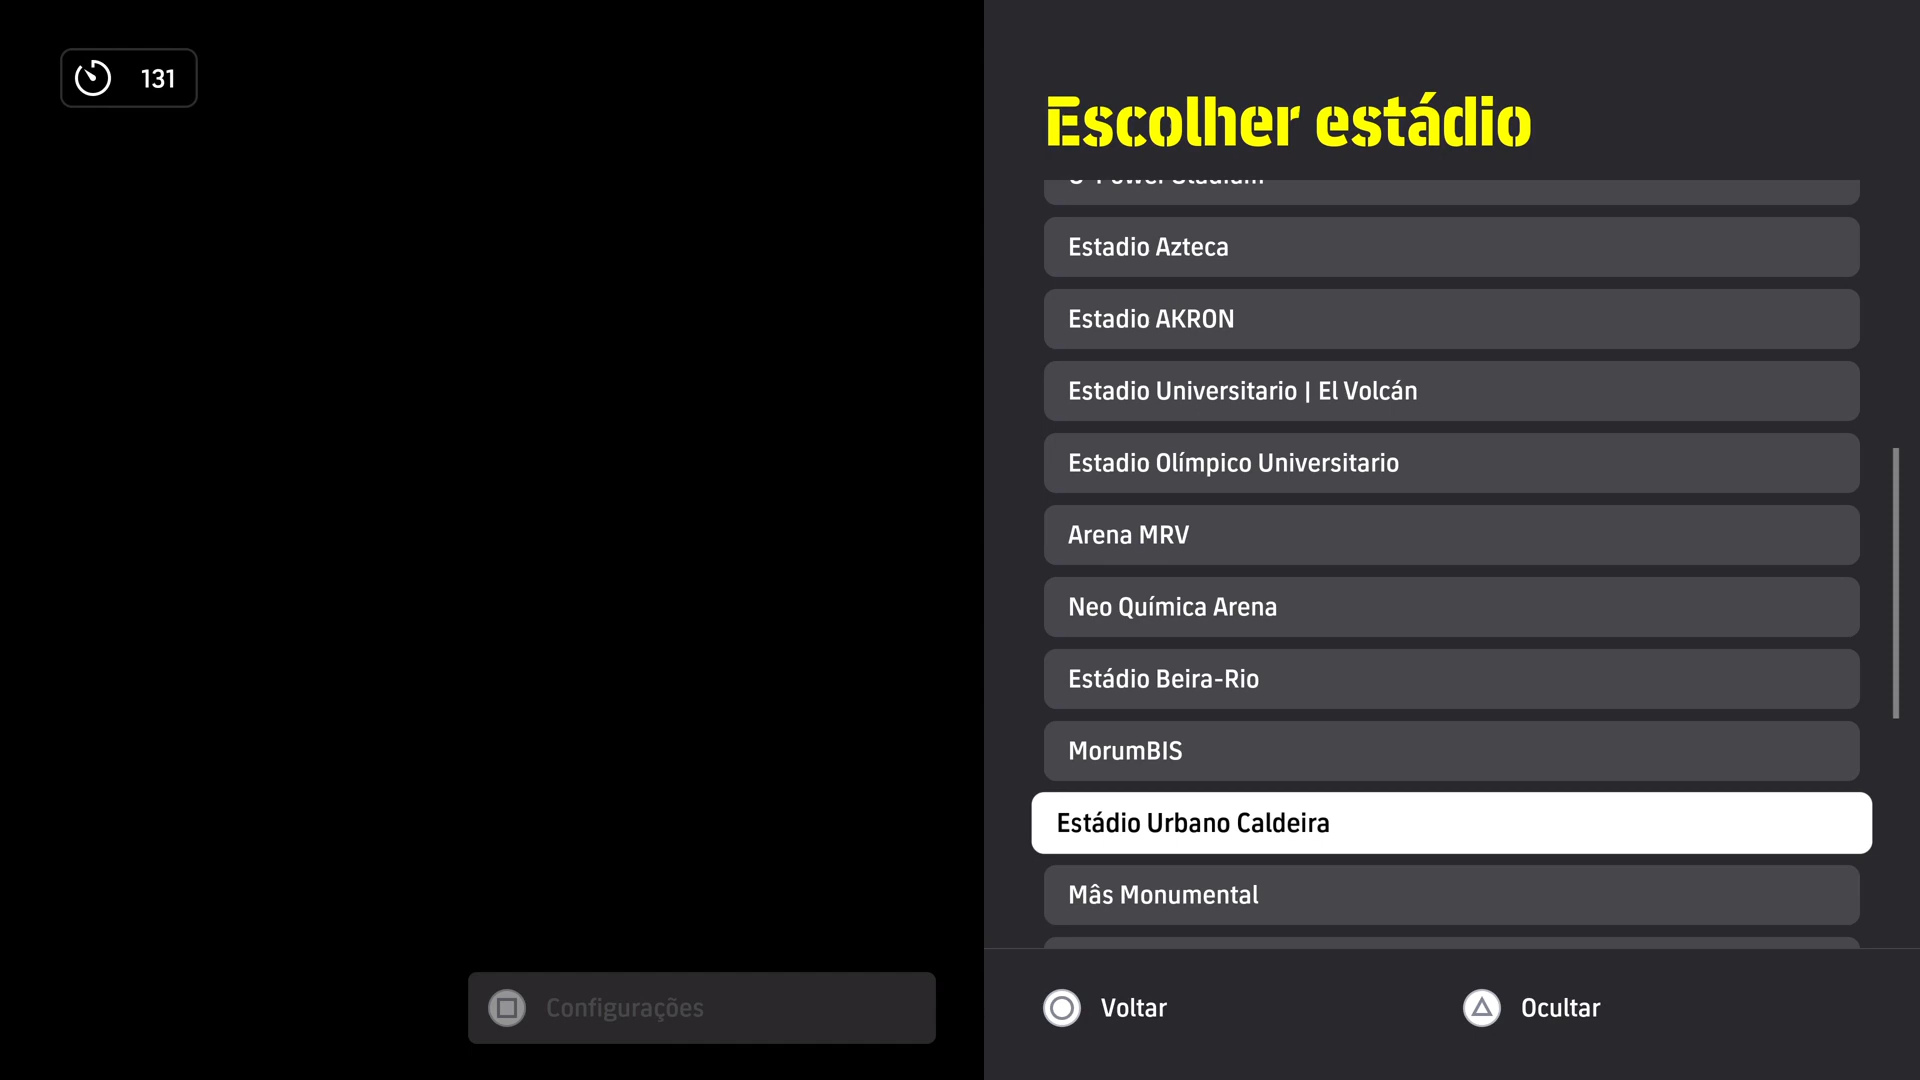 131
Escolher estádio
Estadio Azteca
Estadio AKRON
Estadio Universitario | El Volcán
Estadio Olímpico Universitario
Arena MRV
Neo Química Arena
Estádio Beira-Rio
MorumBIS
Estádio Urbano Caldeira
Mâs Monumental
Configurações
Voltar
Ocultar